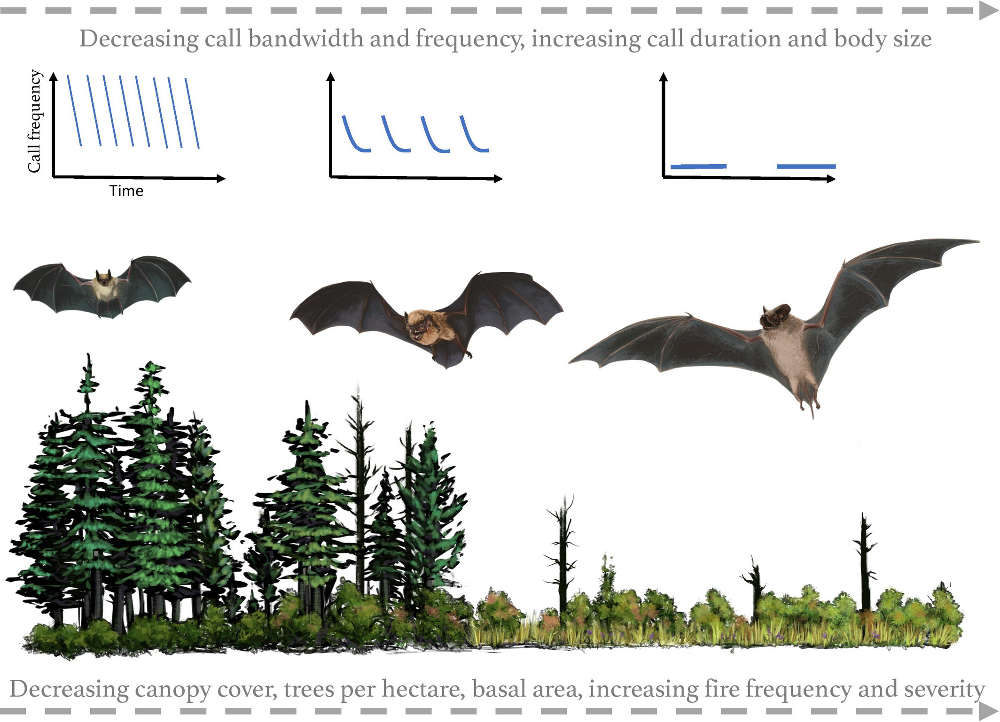 Decreasing call bandwidth and frequency, increasing call duration and body size
Call frequency
Time
Decreasing canopy cover, trees per hectare, basal area, increasing fire frequency and severity